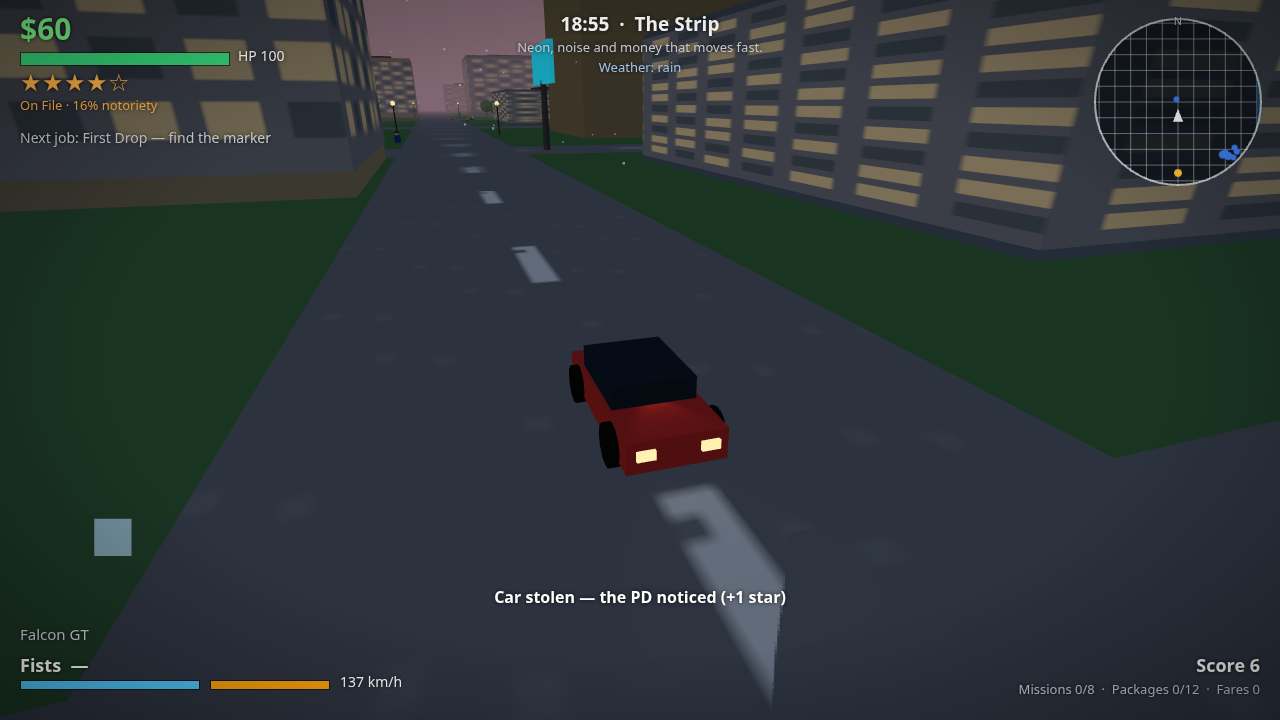 $60
HP 100
★★★★☆
On File · 16% notoriety
Next job: First Drop — find the marker
18:55 · The Strip
Neon, noise and money that moves fast.
Weather: rain
N
Car stolen — the PD noticed (+1 star)
Falcon GT
Fists —
137 km/h
Score 6
Missions 0/8 · Packages 0/12 · Fares 0